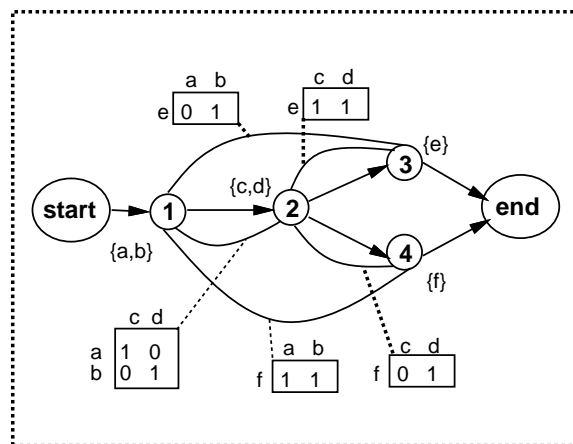 a b
e 0 1
c d
e 1 1
{e}
3
{c,d}
start
1
2
end
{a,b}
4
{f}
c d
a 1 0
b 0 1
a b
f 1 1
c d
f 0 1